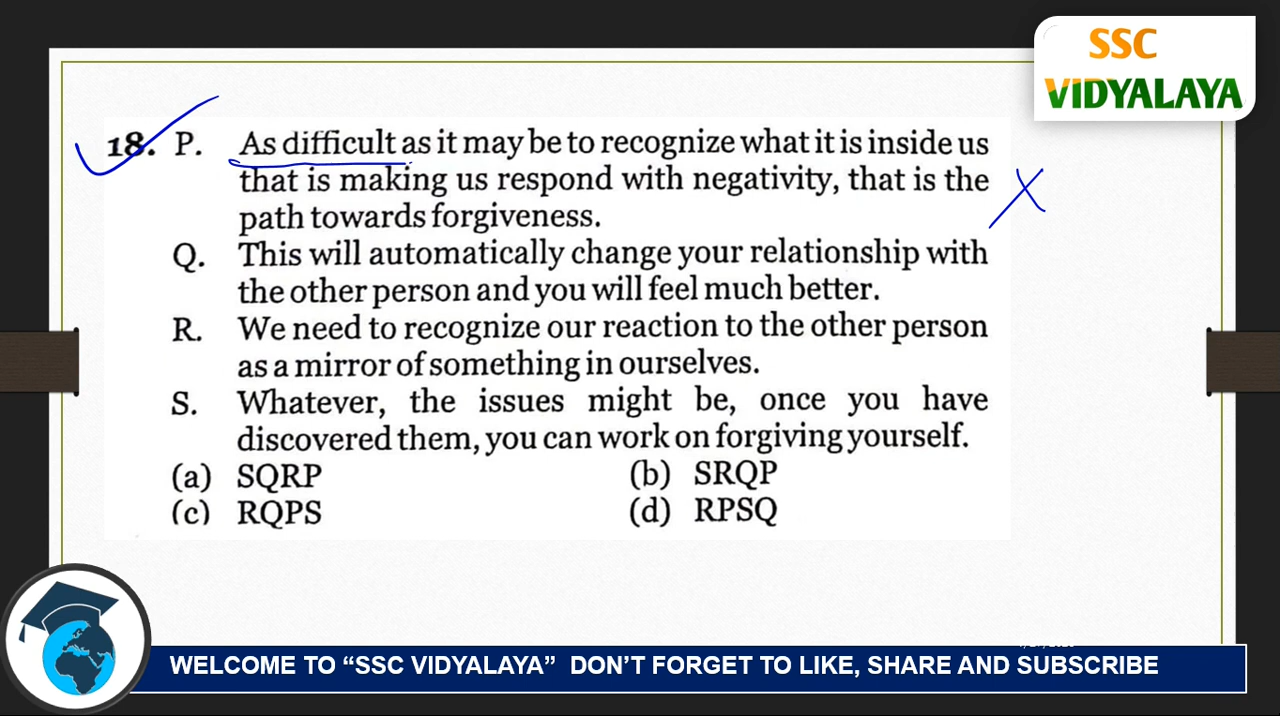 SSC
VIDYALAYA
18. P. As difficult as it may be to recognize what it is inside us
that is making us respond with negativity, that is the
path towards forgiveness.
Q. This will automatically change your relationship with
the other person and you will feel much better.
R. We need to recognize our reaction to the other person
as a mirror of something in ourselves.
S. Whatever, the issues might be, once you have
discovered them, you can work on forgiving yourself.
(a) SQRP (b) SRQP
(c) RQPS (d) RPSQ
WELCOME TO “SSC VIDYALAYA” DON’T FORGET TO LIKE, SHARE AND SUBSCRIBE